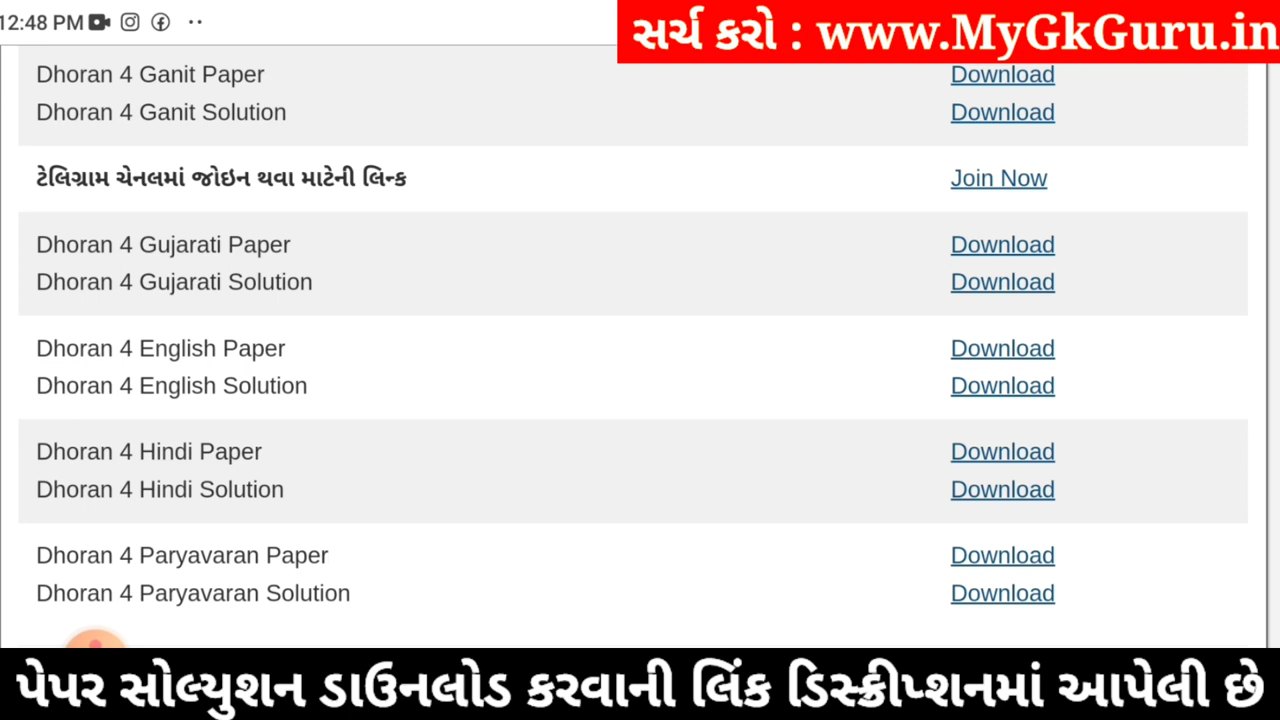 12:48 PM
સર્ચ કરો : www.MyGkGuru.in
Dhoran 4 Ganit Paper Download
Dhoran 4 Ganit Solution Download
ટેલિગ્રામ ચેનલમાં જોઇન થવા માટેની લિન્ક Join Now
Dhoran 4 Gujarati Paper Download
Dhoran 4 Gujarati Solution Download
Dhoran 4 English Paper Download
Dhoran 4 English Solution Download
Dhoran 4 Hindi Paper Download
Dhoran 4 Hindi Solution Download
Dhoran 4 Paryavaran Paper Download
Dhoran 4 Paryavaran Solution Download
પેપર સોલ્યુશન ડાઉનલોડ કરવાની લિંક ડિસ્ક્રીપ્શનમાં આપેલી છે